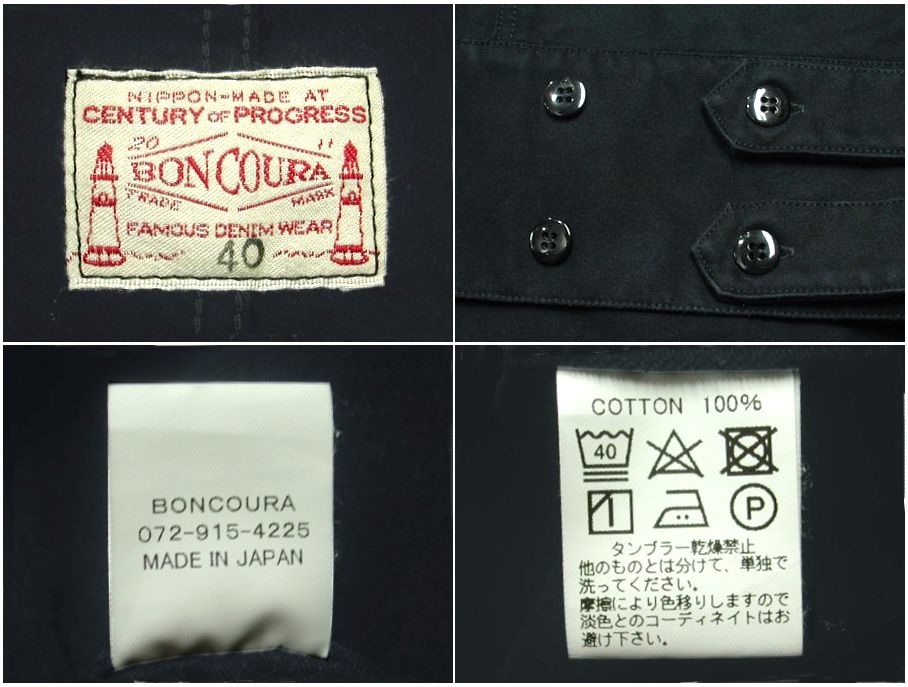 NIPPON-MADE AT
CENTURY OF PROGRESS
20 11
BONCOURA
TRADE MARK
FAMOUS DENIM WEAR
40
BONCOURA
072-915-4225
MADE IN JAPAN
COTTON 100%
40
P
タンブラー乾燥禁止
他のものとは分けて、単独で
洗ってください。
摩擦により色移りしますので
淡色とのコーディネイトはお
避け下さい。